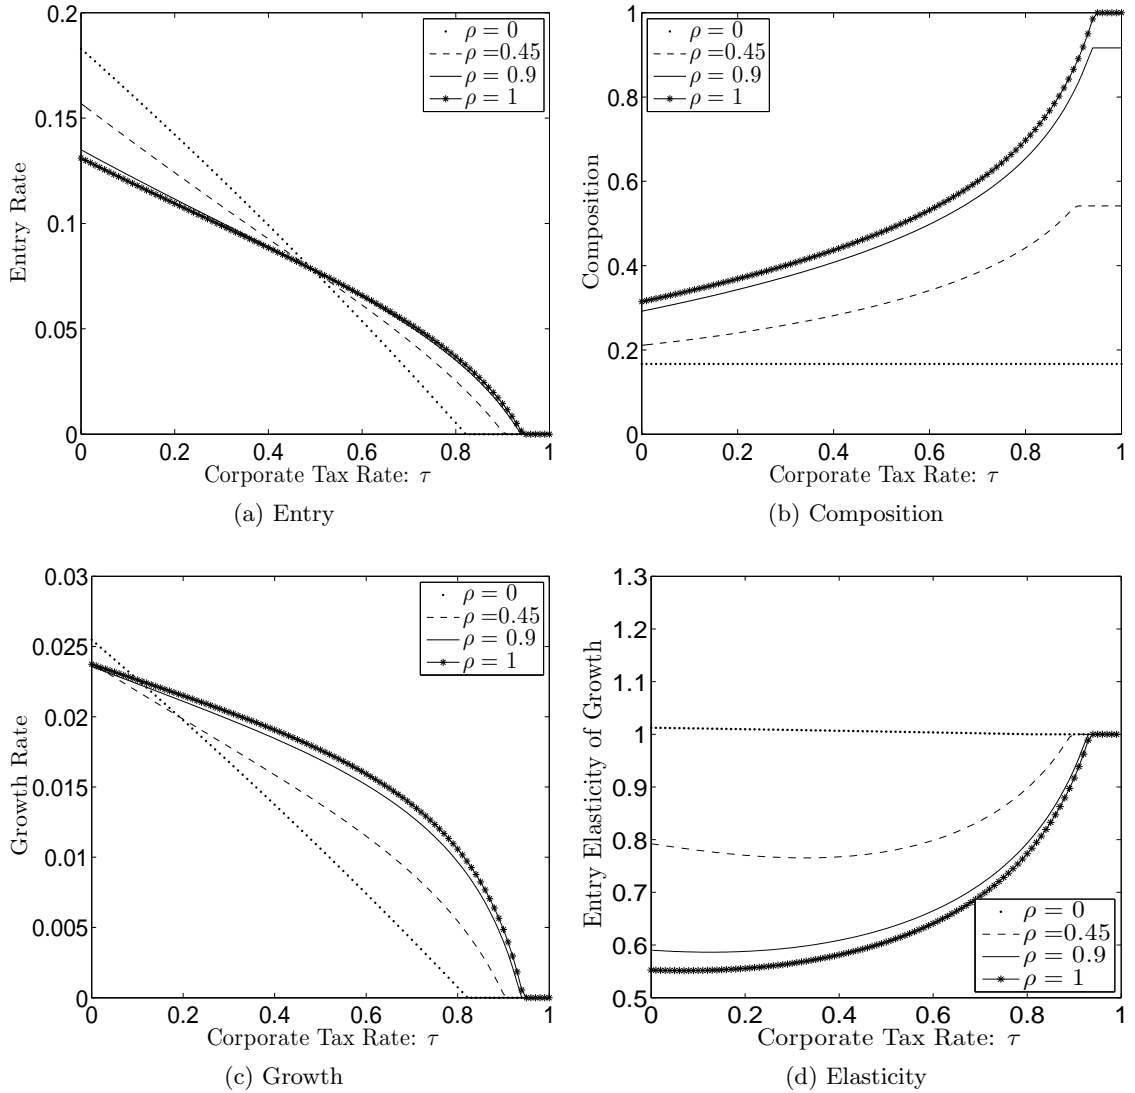 0.2
0.15
0.1
0.05
0
0 0.2 0.4 0.6 0.8 1
Entry Rate
Corporate Tax Rate: τ
ρ = 0
ρ =0.45
ρ = 0.9
ρ = 1
(a) Entry
1
0.8
0.6
0.4
0.2
0
0 0.2 0.4 0.6 0.8 1
Composition
Corporate Tax Rate: τ
ρ = 0
ρ =0.45
ρ = 0.9
ρ = 1
(b) Composition
0.03
0.025
0.02
0.015
0.01
0.005
0
0 0.2 0.4 0.6 0.8 1
Growth Rate
Corporate Tax Rate: τ
ρ = 0
ρ =0.45
ρ = 0.9
ρ = 1
(c) Growth
1.3
1.2
1.1
1
0.9
0.8
0.7
0.6
0.5
0 0.2 0.4 0.6 0.8 1
Entry Elasticity of Growth
Corporate Tax Rate: τ
ρ = 0
ρ =0.45
ρ = 0.9
ρ = 1
(d) Elasticity